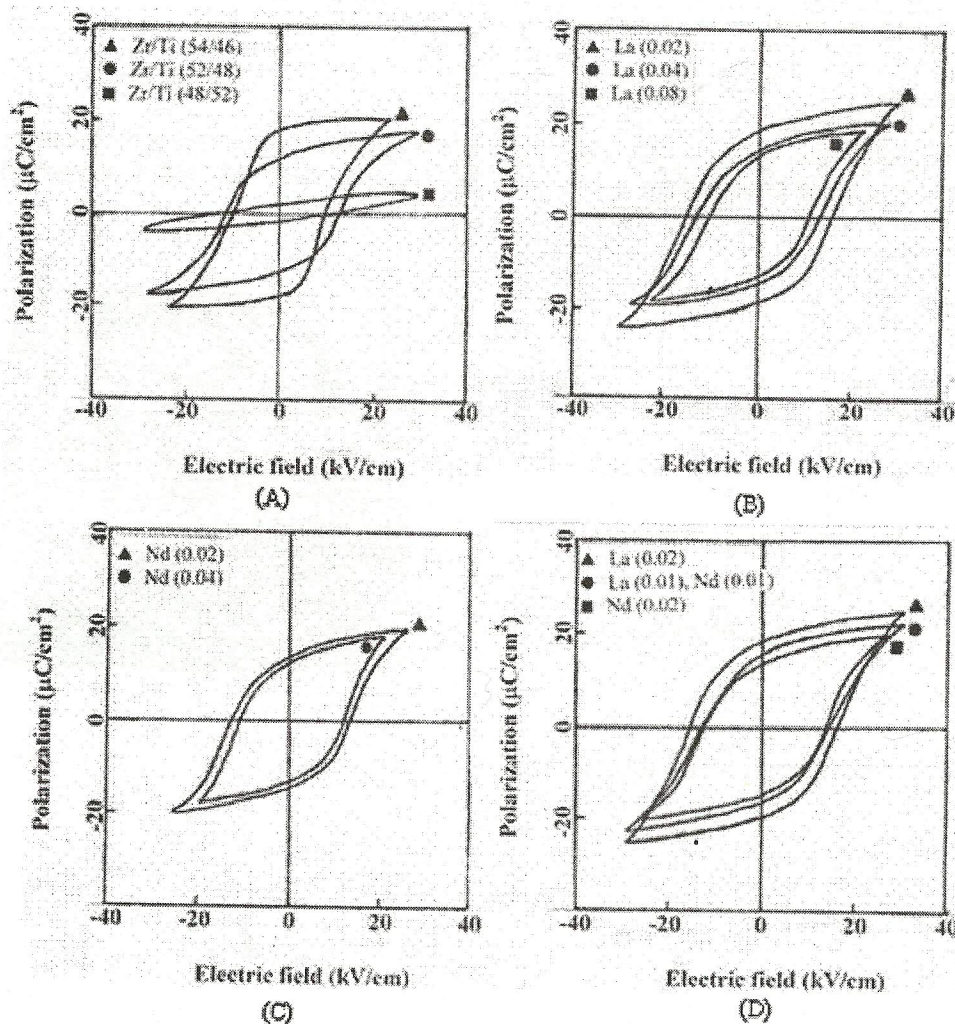 40
▲ Zr/Ti (54/46)
● Zr/Ti (52/48)
■ Zr/Ti (48/52)
20
0
-20
-40 -20 0 20 40
Polarization (μC/cm²)
Electric field (kV/cm)
(A)
40
▲ La (0.02)
● La (0.04)
■ La (0.08)
20
0
-20
-40 -20 0 20 40
Polarization (μC/cm²)
Electric field (kV/cm)
(B)
40
▲ Nd (0.02)
● Nd (0.04)
20
0
-20
-40 -20 0 20 40
Polarization (μC/cm²)
Electric field (kV/cm)
(C)
40
▲ La (0.02)
● La (0.01), Nd (0.01)
■ Nd (0.02)
20
0
-20
-40 -20 0 20 40
Polarization (μC/cm²)
Electric field (kV/cm)
(D)